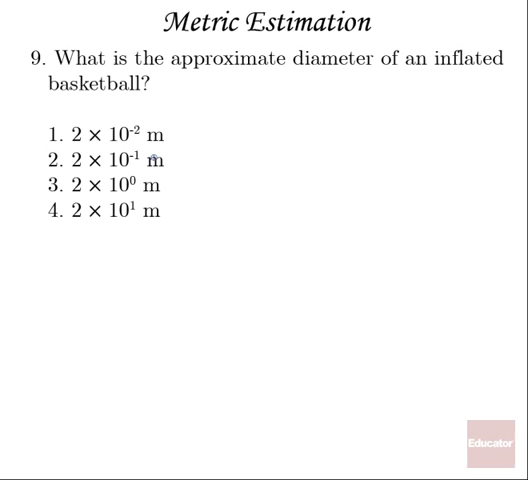 Metric Estimation
9. What is the approximate diameter of an inflated
basketball?
1. 2 × 10⁻² m
2. 2 × 10⁻¹ m
3. 2 × 10⁰ m
4. 2 × 10¹ m
Educator